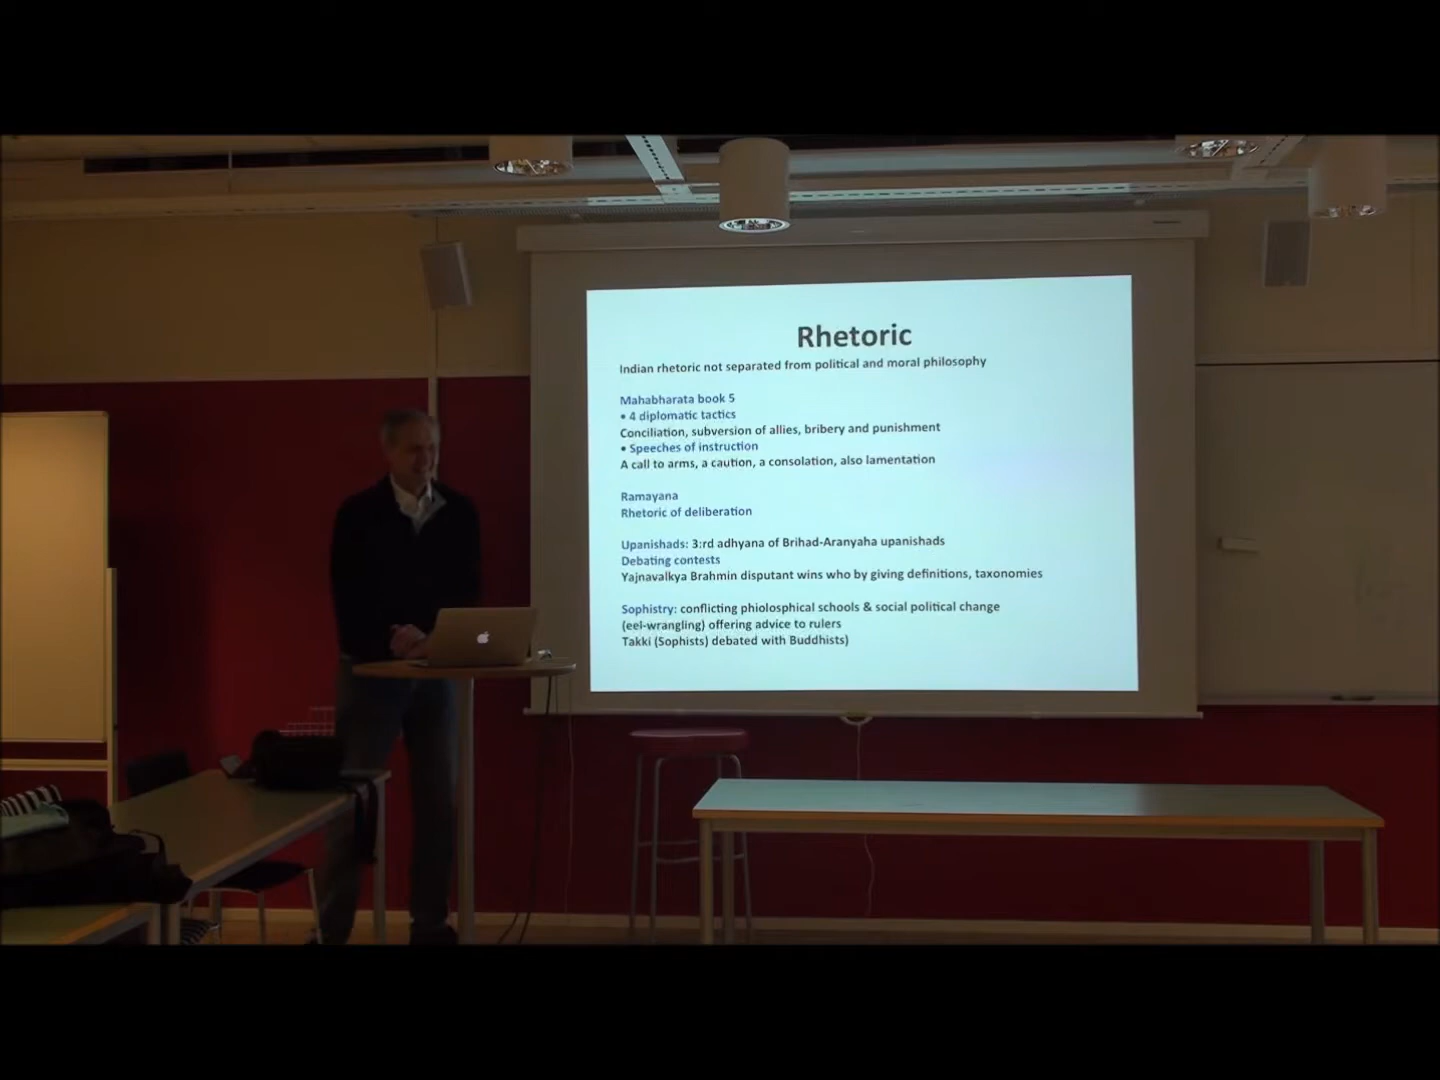 Rhetoric
Indian rhetoric not separated from political and moral philosophy
Mahabharata book 5
• 4 diplomatic tactics
Conciliation, subversion of allies, bribery and punishment
• Speeches of instruction
A call to arms, a caution, a consolation, also lamentation
Ramayana
Rhetoric of deliberation
Upanishads: 3:rd adhyana of Brihad-Aranyaha upanishads
Debating contests
Yajnavalkya Brahmin disputant wins who by giving definitions, taxonomies
Sophistry: conflicting phiolosphical schools & social political change
(eel-wrangling) offering advice to rulers
Takki (Sophists) debated with Buddhists)